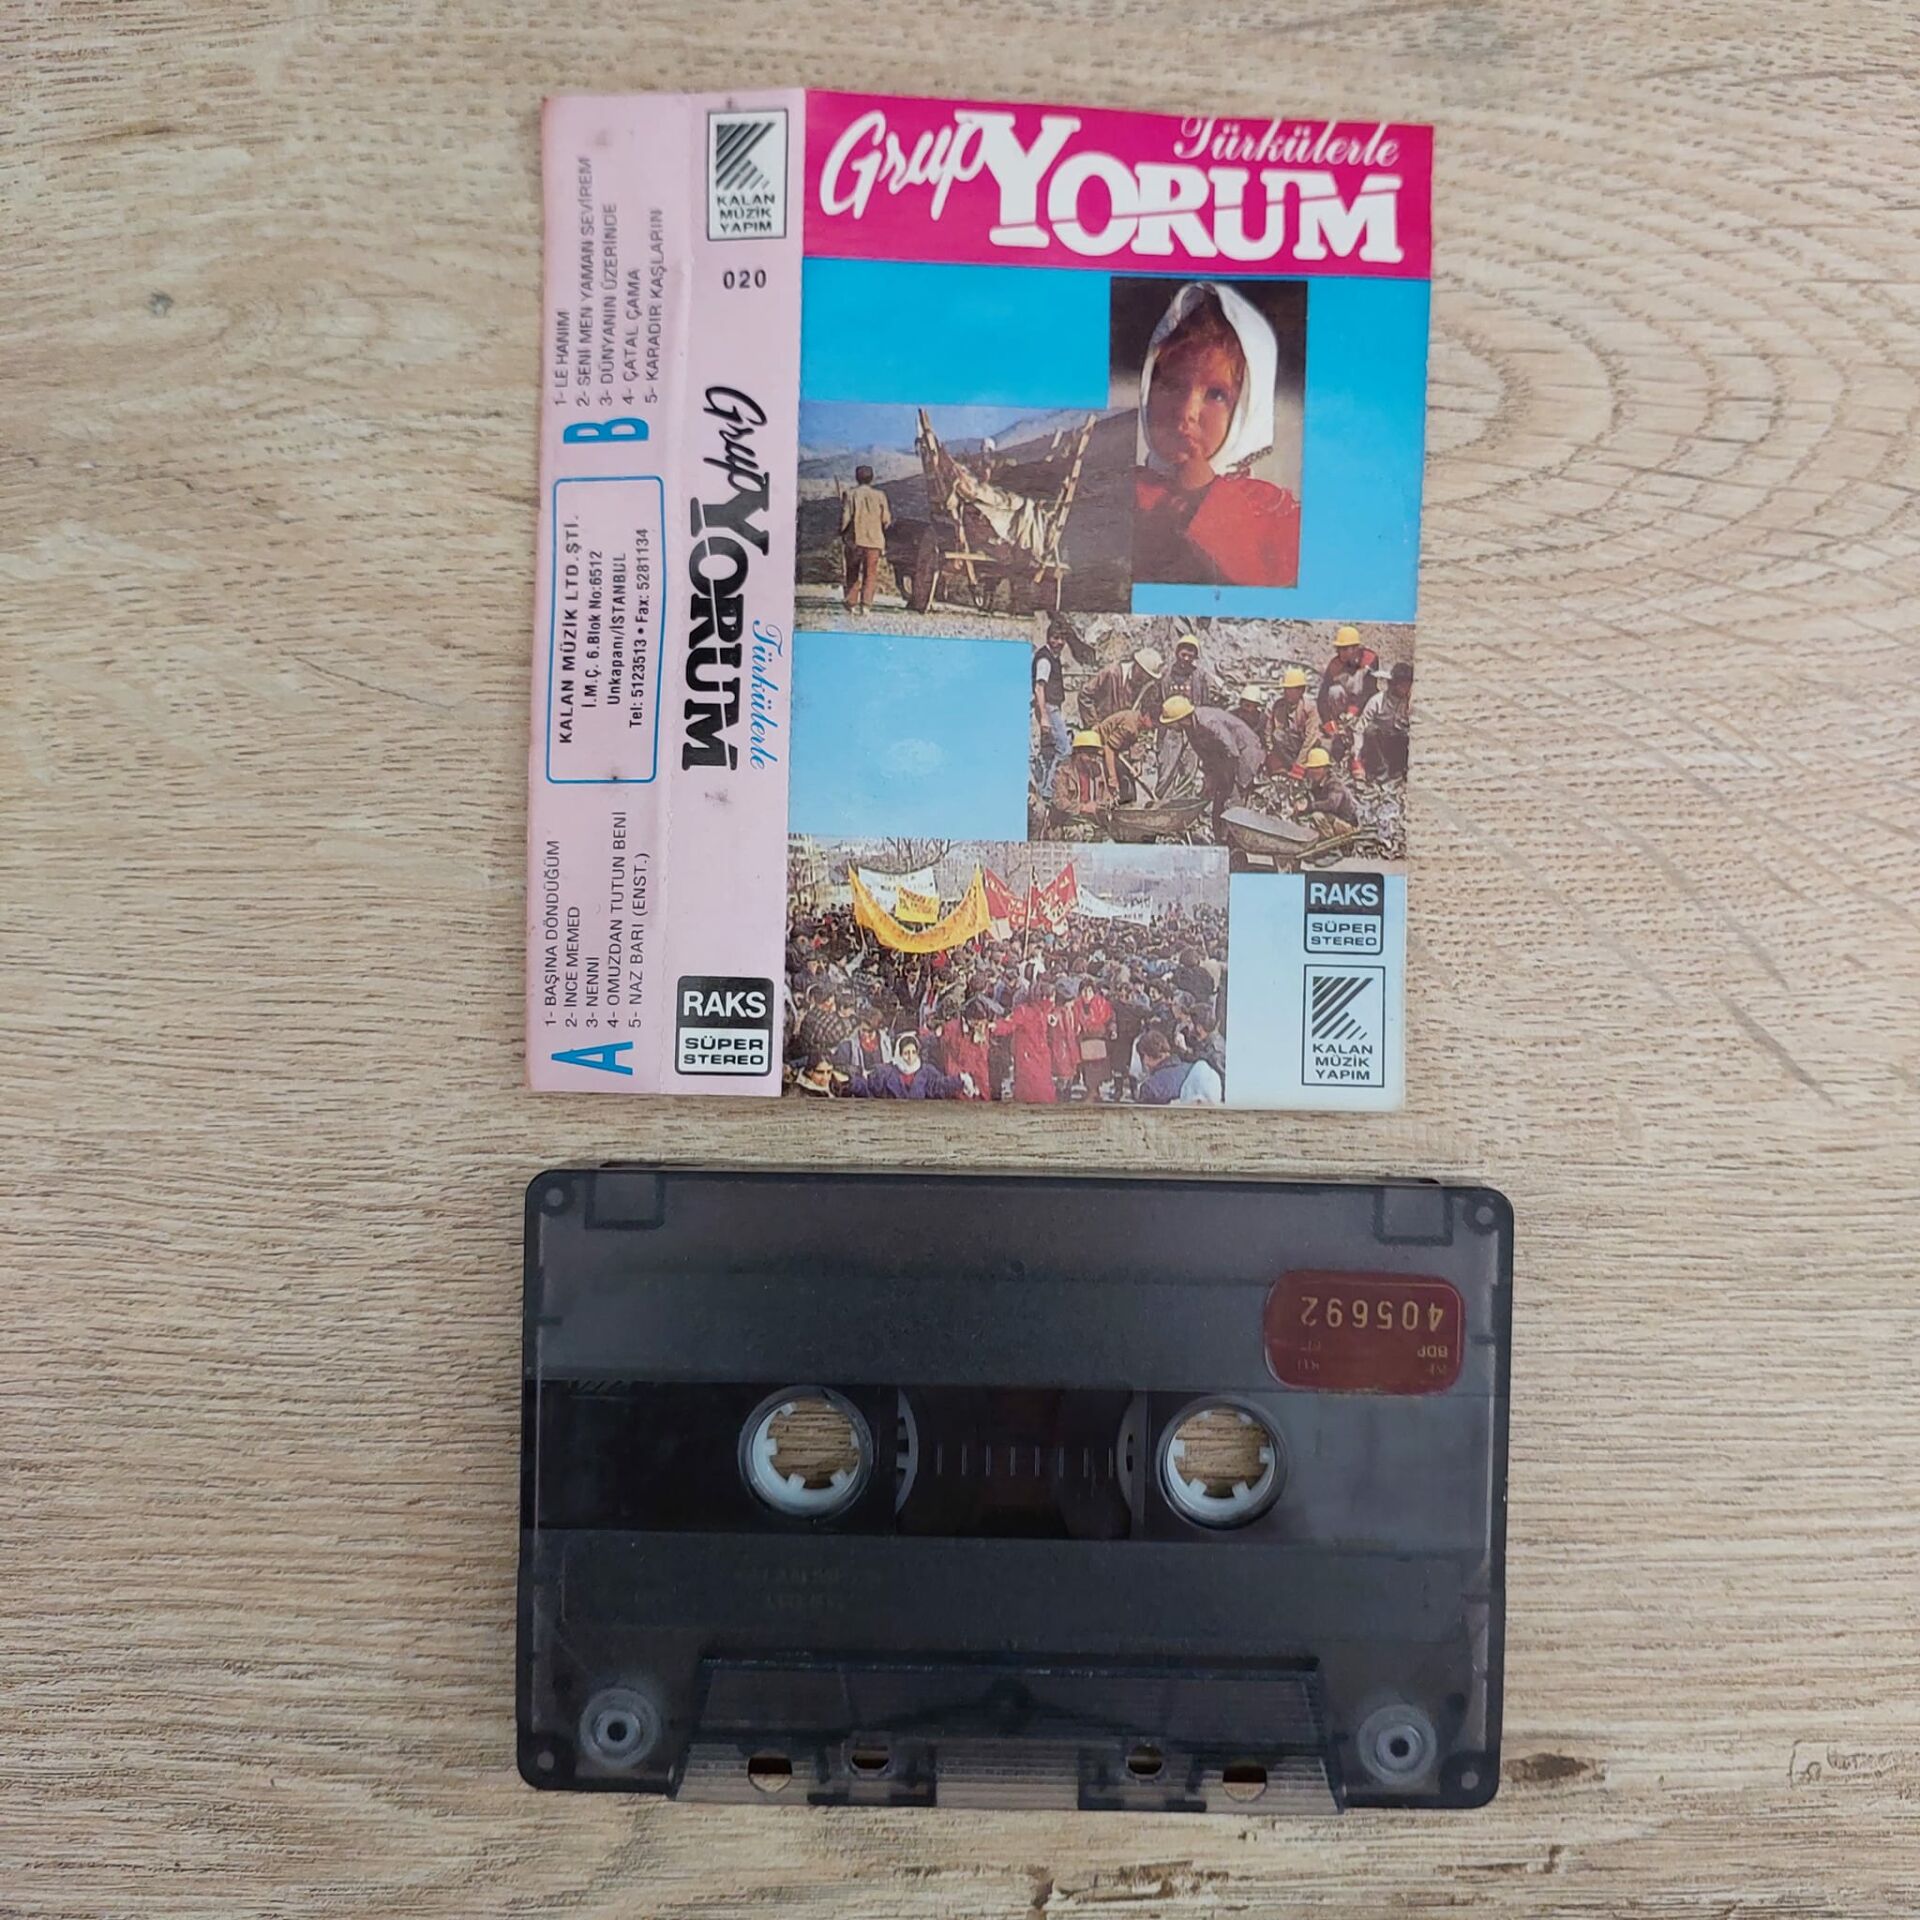 Grup YORUM
Türkülerle
RAKS
SÜPER
STEREO
KALAN
MÜZİK
YAPIM
KALAN
MÜZİK
YAPIM
020
Grup YORUM
Türkülerle
RAKS
SÜPER
STEREO
A
1- BAŞINA DÖNDÜĞÜM
2- İNCE MEMED
3- NENNİ
4- OMUZDAN TUTUN BENİ
5- NAZ BARI (ENST.)
KALAN MÜZİK LTD.ŞTİ.
İ.M.Ç. 6.Blok No:6512
Unkapanı/İSTANBUL
Tel: 5123513 • Fax: 5281134
B
1- LE HANIM
2- SENİ MEN YAMAN SEVİREM
3- DÜNYANIN ÜZERİNDE
4- ÇATAL ÇAMA
5- KARADIR KAŞLARIN
405692
BDP